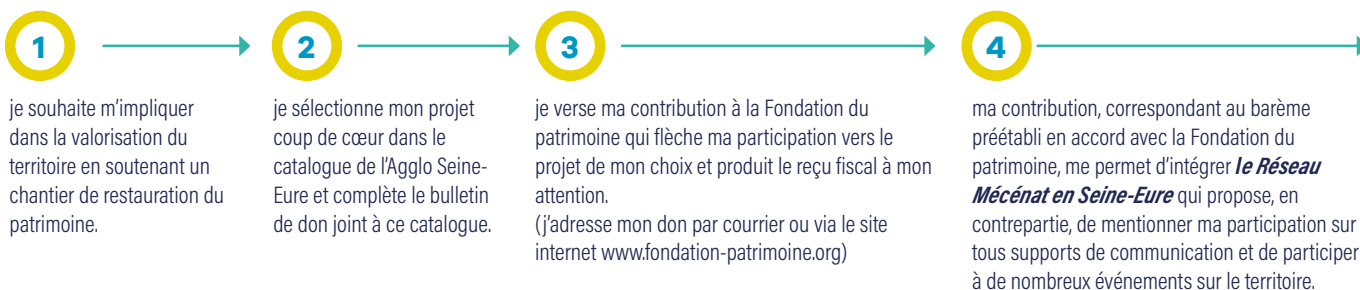 1
je souhaite m’impliquer
dans la valorisation du
territoire en soutenant un
chantier de restauration du
patrimoine.
2
je sélectionne mon projet
coup de cœur dans le
catalogue de l’Agglo Seine-
Eure et complète le bulletin
de don joint à ce catalogue.
3
je verse ma contribution à la Fondation du
patrimoine qui flèche ma participation vers le
projet de mon choix et produit le reçu fiscal à mon
attention.
(j’adresse mon don par courrier ou via le site
internet www.fondation-patrimoine.org)
4
ma contribution, correspondant au barème
préétabli en accord avec la Fondation du
patrimoine, me permet d’intégrer le Réseau
Mécénat en Seine-Eure qui propose, en
contrepartie, de mentionner ma participation sur
tous supports de communication et de participer
à de nombreux événements sur le territoire.